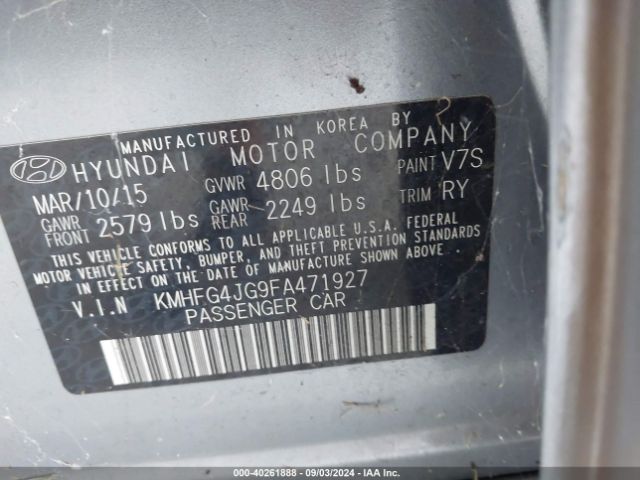 MANUFACTURED IN KOREA BY
HYUNDAI MOTOR COMPANY
MAR/10/15 GVWR 4806 lbs PAINT V7S
GAWR FRONT 2579 lbs GAWR REAR 2249 lbs TRIM RY
THIS VEHICLE CONFORMS TO ALL APPLICABLE U.S.A. FEDERAL
MOTOR VEHICLE SAFETY, BUMPER, AND THEFT PREVENTION STANDARDS
IN EFFECT ON THE DATE OF MANUFACTURE SHOWN ABOVE.
V.I.N KMHFG4JG9FA471927
PASSENGER CAR
000-40261888 - 09/03/2024 - IAA Inc.